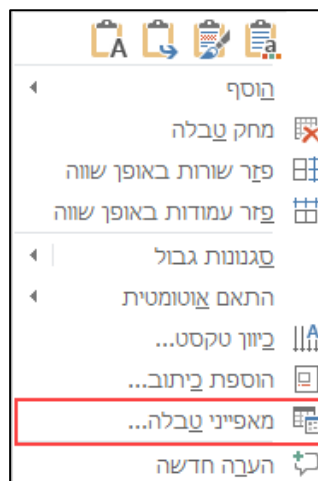 הוסף
מחק טבלה
פזר שורות באופן שווה
פזר עמודות באופן שווה
סגנונות גבול
התאם אוטומטית
כיוון טקסט...
הוספת כיתוב...
מאפייני טבלה...
הערה חדשה